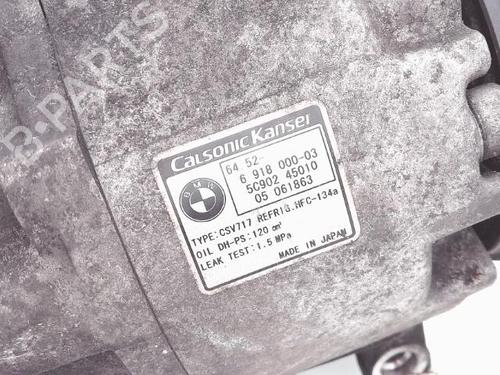 B-PARTS
CALSONIC KANSEI
64 52-
6 918 000-03
5C902 45010
05 061863
BMW
TYPE:CSV717 REFRIG.HFC-134a
OIL DH-PS:120 cm³
LEAK TEST:1.5 MPa
MADE IN JAPAN